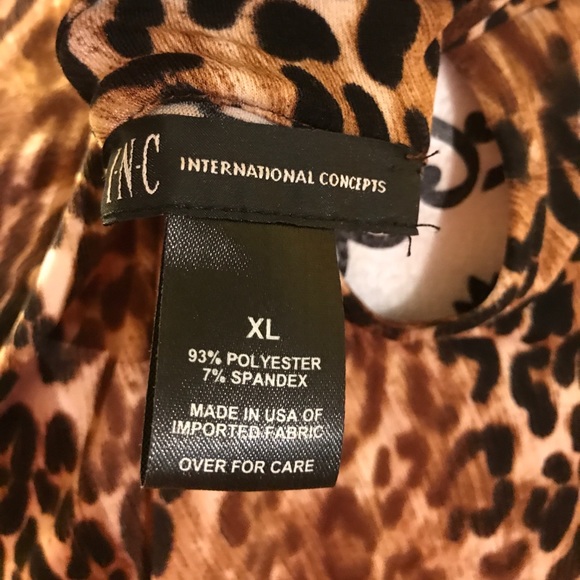 I·N·C INTERNATIONAL CONCEPTS
XL
93% POLYESTER
7% SPANDEX
MADE IN USA OF
IMPORTED FABRIC
OVER FOR CARE